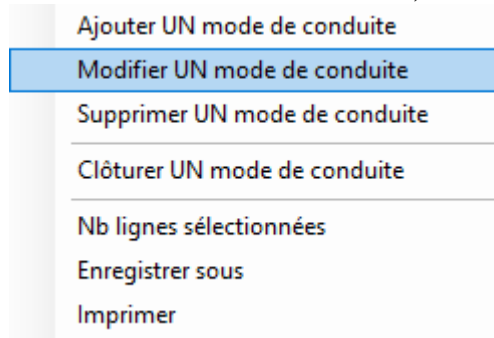 Ajouter UN mode de conduite
Modifier UN mode de conduite
Supprimer UN mode de conduite
Clôturer UN mode de conduite
Nb lignes sélectionnées
Enregistrer sous
Imprimer